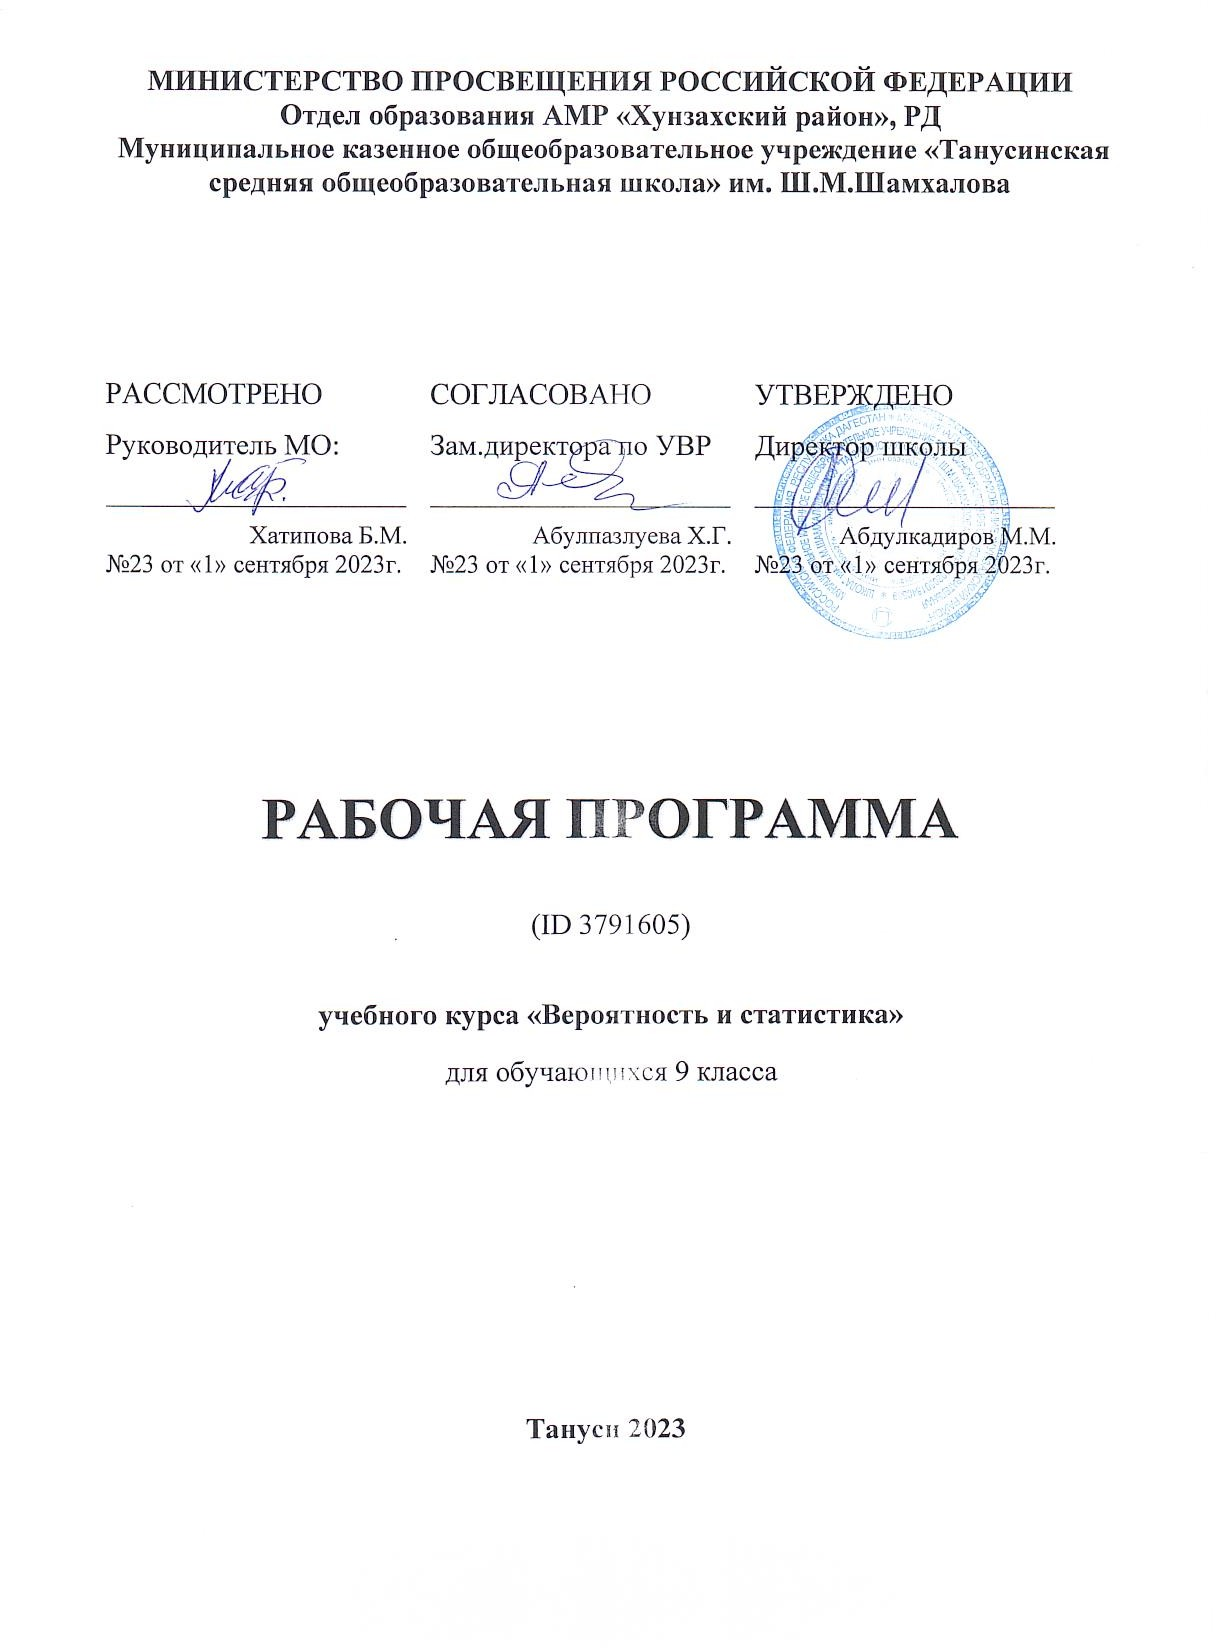 МИНИСТЕРСТВО ПРОСВЕЩЕНИЯ РОССИЙСКОЙ ФЕДЕРАЦИИ
Отдел образования АМР «Хунзахский район», РД
Муниципальное казенное общеобразовательное учреждение «Танусинская
средняя общеобразовательная школа» им. Ш.М.Шамхалова
РАССМОТРЕНО
Руководитель МО:
Хатипова Б.М.
№23 от «1» сентября 2023г.
СОГЛАСОВАНО
Зам.директора по УВР
Абулпазлуева Х.Г.
№23 от «1» сентября 2023г.
УТВЕРЖДЕНО
Директор школы
Абдулкадиров М.М.
№23 от «1» сентября 2023г.
РАБОЧАЯ ПРОГРАММА
(ID 3791605)
учебного курса «Вероятность и статистика»
для обучающихся 9 класса
Тануси 2023